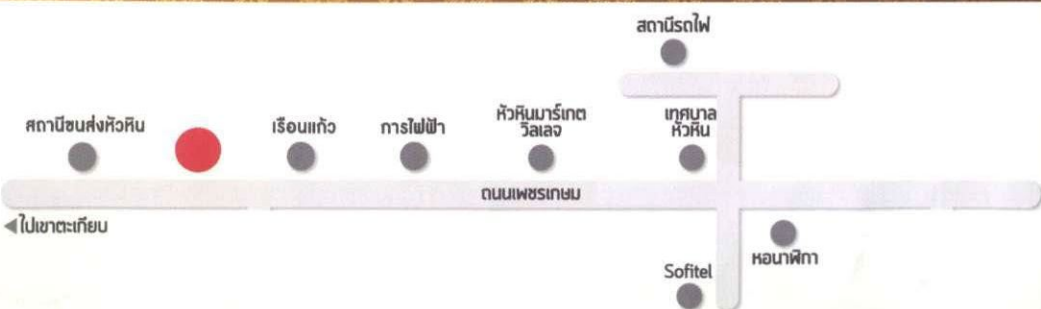 สถานีรถไฟ
สถานีขนส่งหัวหิน
เรือนแก้ว
การไฟฟ้า
หัวหินมาร์เกต
วิลเลจ
เทศบาล
หัวหิน
ถนนเพชรเกษม
ไปเขาตะเกียบ
หอนาฬิกา
Sofitel